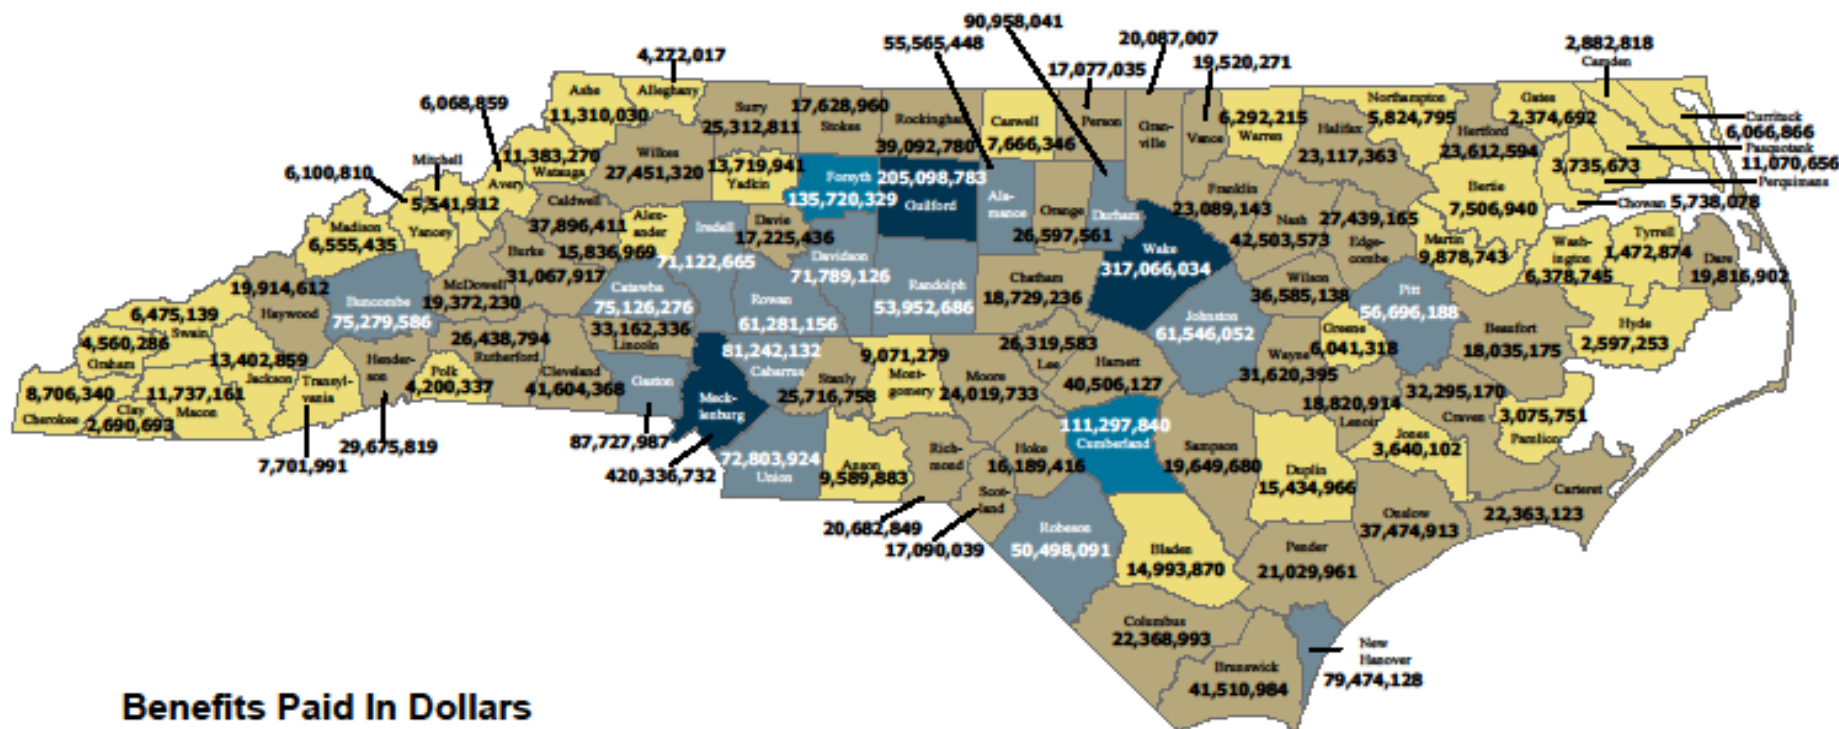 90,958,041
55,565,448
20,087,007
2,882,818
Camden
4,272,017
17,077,035
19,520,271
6,068,859
Ashe
11,310,030
Alleghany
Surry
25,312,811
17,628,960
Stokes
Rockingham
39,092,780
Caswell
7,666,346
Person
Gran-
ville
Vance
6,292,215
Warren
Halifax
23,117,363
Northampton
5,824,795
Hertford
23,612,594
Gates
2,374,692
Currituck
6,066,866
Pasquotank
11,070,656
3,735,673
Perquimans
Chowan
5,738,078
Mitchell
6,100,810
5,541,912
Avery
11,383,270
Watauga
Wilkes
27,451,320
13,719,941
Yadkin
Forsyth
135,720,329
205,098,783
Guilford
Ala-
mance
Orange
26,597,561
Durham
Franklin
23,089,143
Nash
42,503,573
27,439,165
Edge-
combe
Bertie
7,506,940
Martin
9,878,743
Wash-
ington
6,378,745
Tyrrell
1,472,874
Dare
19,816,902
Madison
6,555,435
Yancey
Caldwell
37,896,411
Alex-
ander
15,836,969
Burke
31,067,917
Iredell
71,122,665
Davie
17,225,436
Davidson
71,789,126
Randolph
53,952,686
Chatham
18,729,236
Wake
317,066,034
Wilson
36,585,138
Pitt
56,696,188
Beaufort
18,035,175
Hyde
2,597,253
19,914,612
Haywood
Buncombe
75,279,586
McDowell
19,372,230
Catawba
75,126,276
Rowan
61,281,156
Johnston
61,546,052
Greene
6,041,318
Wayne
31,620,395
6,475,139
Swain
4,560,286
Graham
13,402,859
Jackson
Hender-
son
26,438,794
Rutherford
33,162,336
Lincoln
Cleveland
41,604,368
Gaston
81,242,132
Cabarrus
Stanly
25,716,758
9,071,279
Mont-
gomery
Moore
24,019,733
26,319,583
Lee
Harnett
40,506,127
8,706,340
Cherokee
Clay
2,690,693
11,737,161
Macon
Transyl-
vania
Polk
4,200,337
Meck-
lenburg
18,820,914
Lenoir
32,295,170
Craven
3,075,751
Pamlico
Jones
3,640,102
7,701,991
29,675,819
87,727,987
420,336,732
72,803,924
Union
Anson
9,589,883
Rich-
mond
Hoke
16,189,416
111,297,840
Cumberland
Sampson
19,649,680
Duplin
15,434,966
Carteret
22,363,123
Onslow
37,474,913
20,682,849
Scot-
land
17,090,039
Robeson
50,498,091
Bladen
14,993,870
Pender
21,029,961
Columbus
22,368,993
Brunswick
41,510,984
New
Hanover
79,474,128
Benefits Paid In Dollars